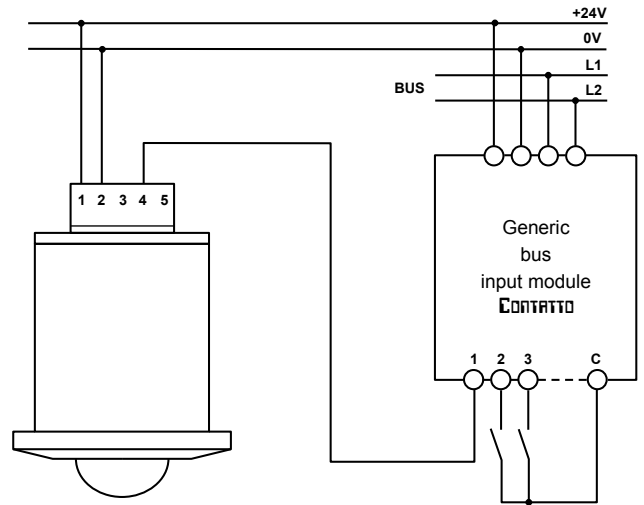 +24V
0V
L1
BUS
L2
1 2 3 4 5
Generic
bus
input module
CONTATTO
1 2 3 C